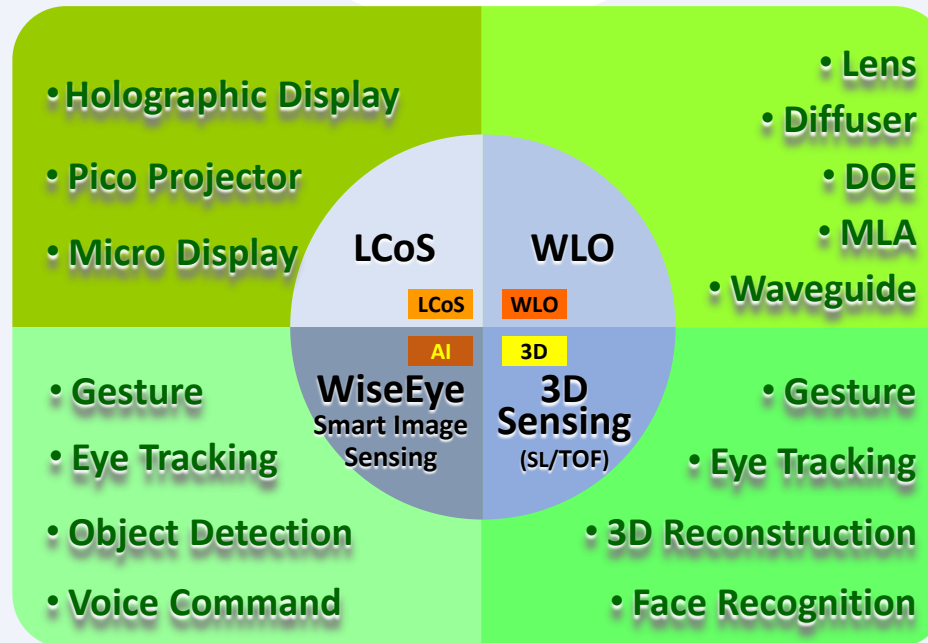 • Holographic Display
• Pico Projector
• Micro Display
• Lens
• Diffuser
• DOE
• MLA
• Waveguide
LCoS
WLO
LCoS
WLO
AI
3D
WiseEye
Smart Image
Sensing
3D
Sensing
(SL/TOF)
• Gesture
• Eye Tracking
• Object Detection
• Voice Command
• Gesture
• Eye Tracking
• 3D Reconstruction
• Face Recognition